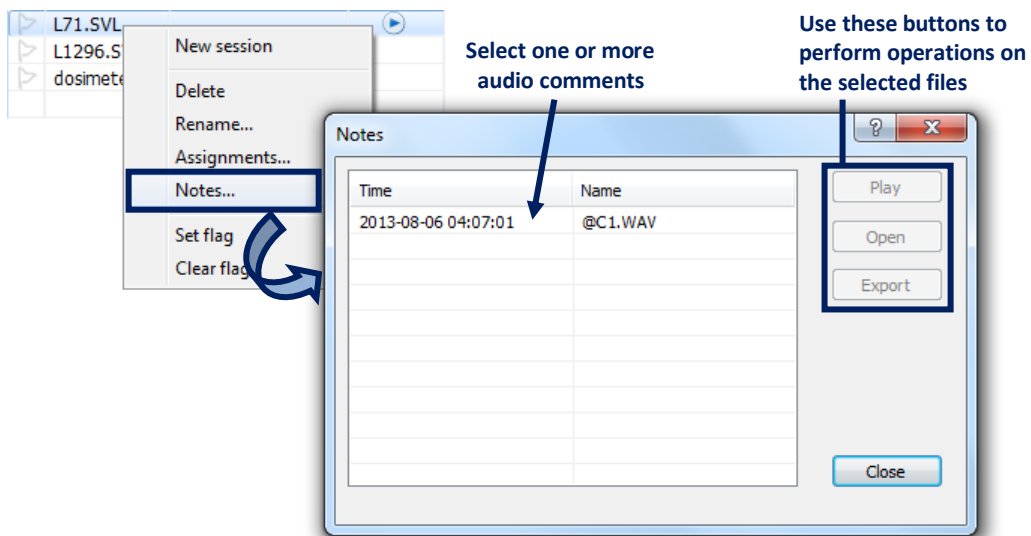 L71.SVL
L1296.S
dosimete
New session
Delete
Rename...
Assignments...
Notes...
Set flag
Clear flag
Select one or more
audio comments
Use these buttons to
perform operations on
the selected files
Notes
?
Time Name
2013-08-06 04:07:01 @C1.WAV
Play
Open
Export
Close